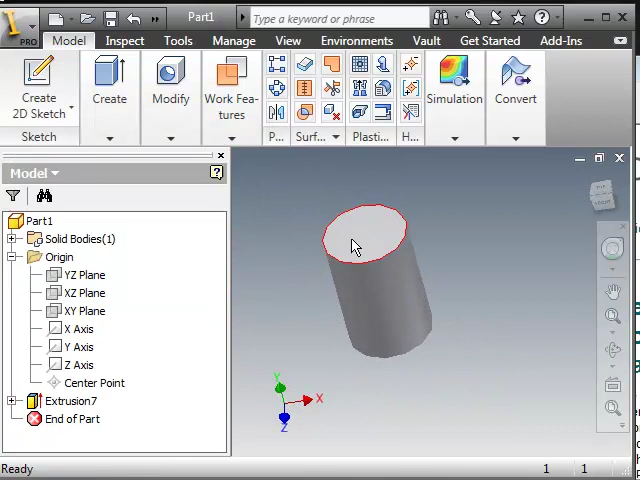 Part1
Type a keyword or phrase
PRO
Model Inspect Tools Manage View Environments Vault Get Started Add-Ins
Create
2D Sketch
Create
Modify
Work Fea-
tures
Simulation
Convert
Sketch
P...
Surf...
Plasti...
H...
Model
Part1
Solid Bodies(1)
Origin
YZ Plane
XZ Plane
XY Plane
X Axis
Y Axis
Z Axis
Center Point
Extrusion7
End of Part
Y
X
Z
Ready
1 1